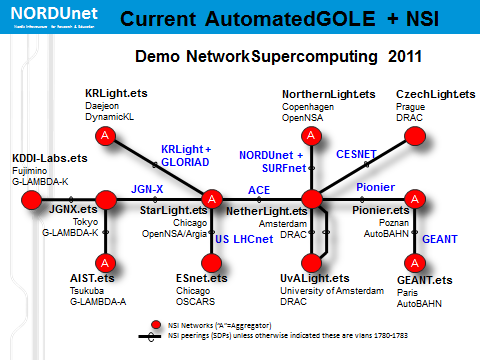 NORDUnet
Nordic Infrastructure for Research & Education
Current AutomatedGOLE + NSI
Demo NetworkSupercomputing 2011
KRLight.ets
Daejeon
DynamicKL
NorthernLight.ets
Copenhagen
OpenNSA
CzechLight.ets
Prague
DRAC
A
A
KRLight +
GLORIAD
NORDUnet +
SURFnet
CESNET
KDDI-Labs.ets
Fujimino
G-LAMBDA-K
JGN-X
ACE
Pionier
A
A
JGNX.ets
Tokyo
G-LAMBDA-K
StarLight.ets
Chicago
OpenNSA/Argia
NetherLight.ets
Amsterdam
DRAC
Pionier.ets
Poznan
AutoBAHN
US LHCnet
GEANT
A
A
AIST.ets
Tsukuba
G-LAMBDA-A
ESnet.ets
Chicago
OSCARS
UvALight.ets
University of Amsterdam
DRAC
GEANT.ets
Paris
AutoBAHN
NSI Networks ("A"=Aggregator)
NSI peerings (SDPs) unless otherwise indicated these are vlans 1780-1783